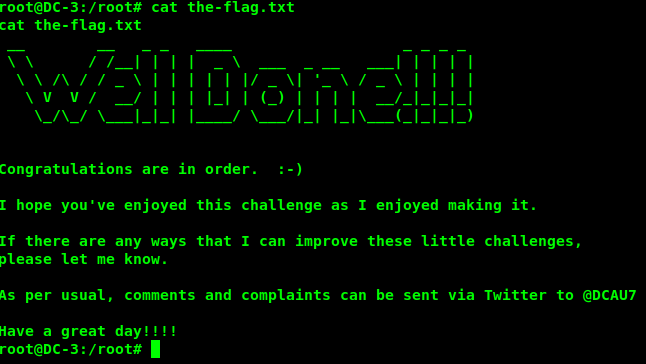 root@DC-3:/root# cat the-flag.txt
cat the-flag.txt
Well Done!!!!
Congratulations are in order.  :-)
I hope you've enjoyed this challenge as I enjoyed making it.
If there are any ways that I can improve these little challenges,
please let me know.
As per usual, comments and complaints can be sent via Twitter to @DCAU7
Have a great day!!!!
root@DC-3:/root#